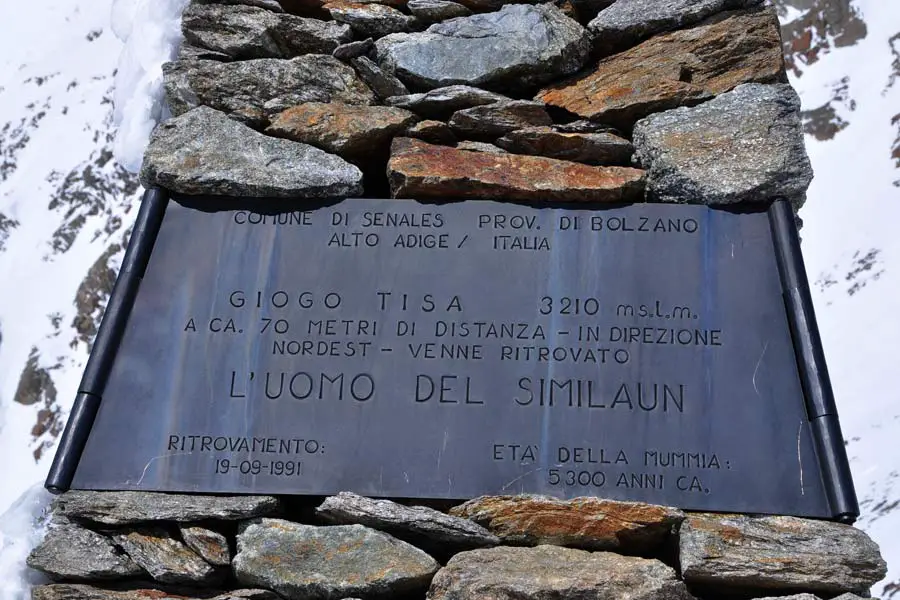 COMUNE DI SENALES PROV. DI BOLZANO
ALTO ADIGE / ITALIA
GIOGO TISA 3210 m s.l.m.
A CA. 70 METRI DI DISTANZA - IN DIREZIONE
NORDEST - VENNE RITROVATO
L'UOMO DEL SIMILAUN
RITROVAMENTO: ETA' DELLA MUMMIA:
19-09-1991 5300 ANNI CA.